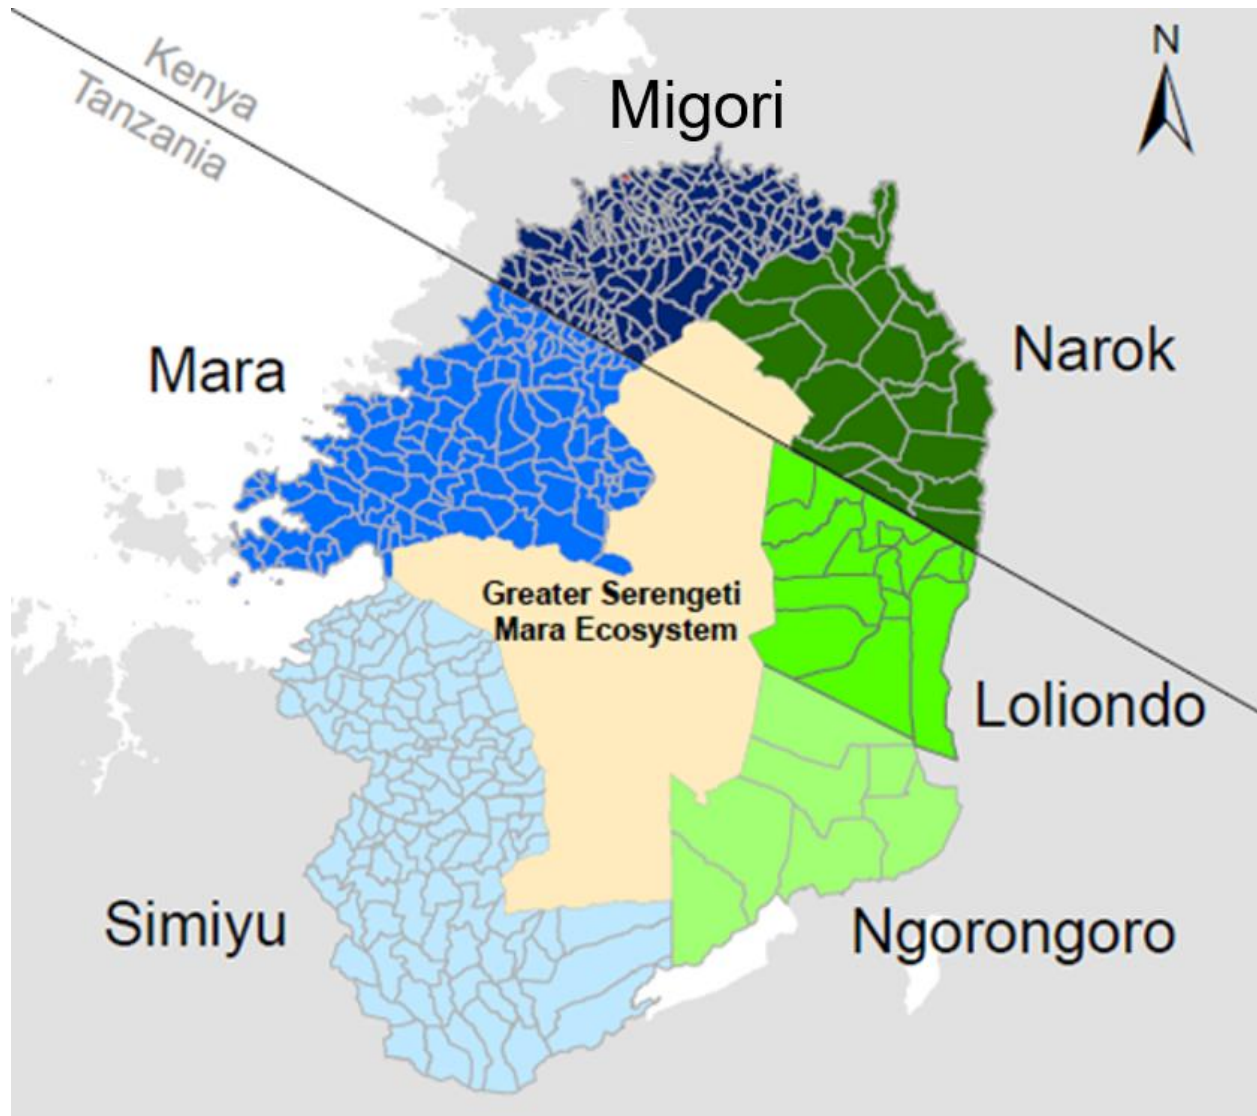 Kenya
Tanzania
N
Migori
Narok
Mara
Greater Serengeti
Mara Ecosystem
Loliondo
Simiyu
Ngorongoro